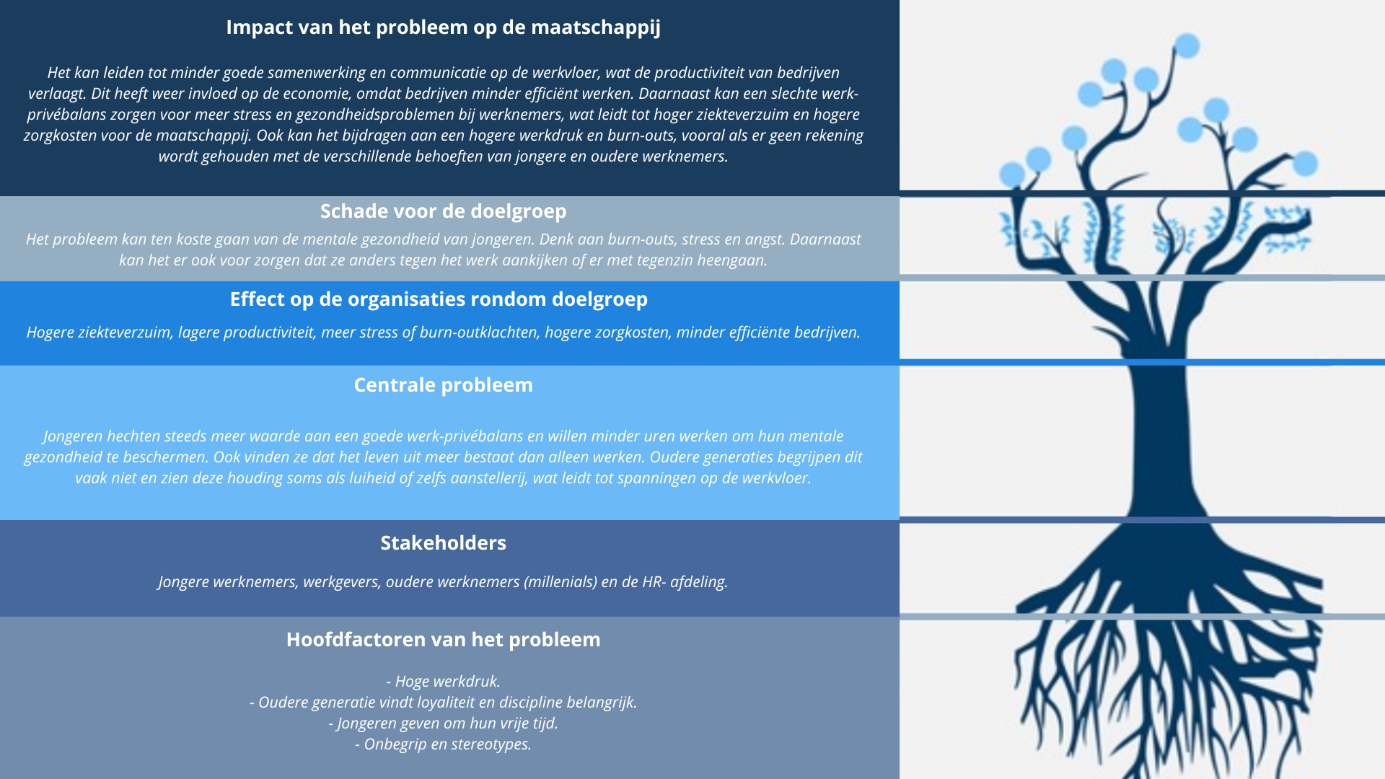 Impact van het probleem op de maatschappij
Het kan leiden tot minder goede samenwerking en communicatie op de werkvloer, wat de productiviteit van bedrijven
verlaagt. Dit heeft weer invloed op de economie, omdat bedrijven minder efficiënt werken. Daarnaast kan een slechte werk-
privébalans zorgen voor meer stress en gezondheidsproblemen bij werknemers, wat leidt tot hoger ziekteverzuim en hogere
zorgkosten voor de maatschappij. Ook kan het bijdragen aan een hogere werkdruk en burn-outs, vooral als er geen rekening
wordt gehouden met de verschillende behoeften van jongere en oudere werknemers.
Schade voor de doelgroep
Het probleem kan ten koste gaan van de mentale gezondheid van jongeren. Denk aan burn-outs, stress en angst. Daarnaast
kan het er ook voor zorgen dat ze anders tegen het werk aankijken of er met tegenzin heengaan.
Effect op de organisaties rondom doelgroep
Hogere ziekteverzuim, lagere productiviteit, meer stress of burn-outklachten, hogere zorgkosten, minder efficiënte bedrijven.
Centrale probleem
Jongeren hechten steeds meer waarde aan een goede werk-privébalans en willen minder uren werken om hun mentale
gezondheid te beschermen. Ook vinden ze dat het leven uit meer bestaat dan alleen werken. Oudere generaties begrijpen dit
vaak niet en zien deze houding soms als luiheid of zelfs aanstellerij, wat leidt tot spanningen op de werkvloer.
Stakeholders
Jongere werknemers, werkgevers, oudere werknemers (millenials) en de HR- afdeling.
Hoofdfactoren van het probleem
- Hoge werkdruk.
- Oudere generatie vindt loyaliteit en discipline belangrijk.
- Jongeren geven om hun vrije tijd.
- Onbegrip en stereotypes.